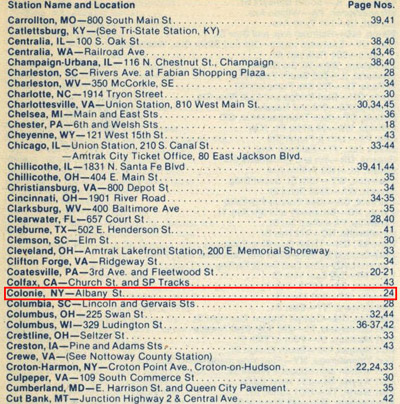 Station Name and Location Page Nos.
Carrollton, MO—800 South Main St. 39,41
Catlettsburg, KY—(See Tri-State Station, KY)
Centralia, IL—100 S. Oak St. 38,40
Centralia, WA—Railroad Ave. 43,46
Champaign-Urbana, IL—116 N. Chestnut St., Champaign 38,40
Charleston, SC—Rivers Ave. at Fabian Shopping Plaza 28
Charleston, WV—350 McCorkle, SE 34
Charlotte, NC—1914 Tryon Street 30
Charlottesville, VA—Union Station, 810 West Main St. 30,34,45
Chelsea, MI—Main and East Sts. 36
Chester, PA—6th and Welsh Sts. 18
Cheyenne, WY—121 West 15th St. 43
Chicago, IL—Union Station, 210 S. Canal St. 33-44
—Amtrak City Ticket Office, 80 East Jackson Blvd.
Chillicothe, IL—1831 N. Santa Fe Blvd. 39,41,44
Chillicothe, OH—404 E. Main St. 35
Christiansburg, VA—800 Depot St. 34
Cincinnati, OH—1901 River Road 34-35
Clarksburg, WV—400 Baltimore Ave. 35
Clearwater, FL—657 Court St. 28,40
Cleburne, TX—502 E. Henderson St. 41
Clemson, SC—Elm St. 30
Cleveland, OH—Amtrak Lakefront Station, 200 E. Memorial Shoreway 33
Clifton Forge, VA—Ridgeway St. 34
Coatesville, PA—3rd Ave. and Fleetwood St. 20-21
Colfax, CA—Church St. and SP Tracks 43
Colonie, NY—Albany St. 24
Columbia, SC—Lincoln and Gervais Sts 28
Columbus, OH—225 Swan St. 32,44
Columbus, WI—329 Ludington St. 36-37,42
Crestline, OH—Seltzer St. 33
Creston, IA—Pine and Adams Sts. 43
Crewe, VA—(See Nottoway County Station)
Croton-Harmon, NY—Croton Point Ave., Croton-on-Hudson 22,24,33
Culpeper, VA—109 South Commerce St. 30
Cumberland, MD—E. Harrison St. and Queen City Pavement 35
Cut Bank, MT—Junction Highway 2 & Central Ave. 42